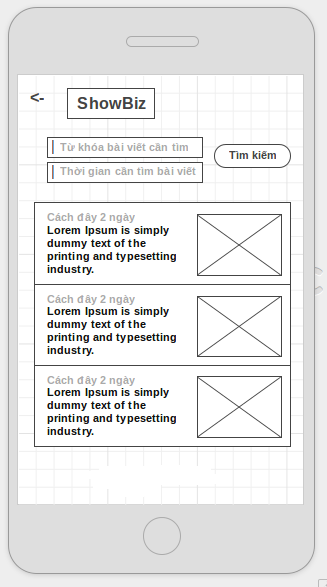 <-
ShowBiz
Từ khóa bài viết cần tìm
Thời gian cần tìm bài viết
Tìm kiếm
Cách đây 2 ngày
Lorem Ipsum is simply
dummy text of the
printing and typesetting
industry.
Cách đây 2 ngày
Lorem Ipsum is simply
dummy text of the
printing and typesetting
industry.
Cách đây 2 ngày
Lorem Ipsum is simply
dummy text of the
printing and typesetting
industry.